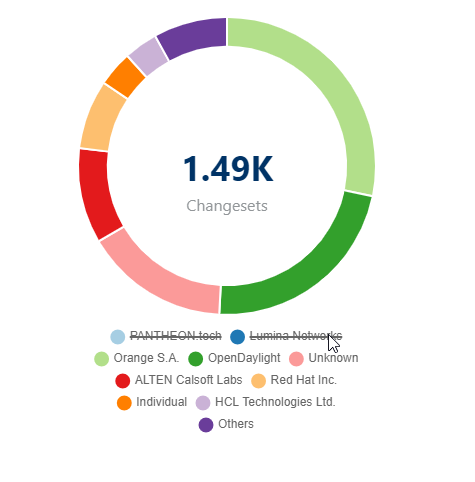 1.49K
Changesets
PANTHEON.tech Lumina Networks
Orange S.A. OpenDaylight Unknown
ALTEN Calsoft Labs Red Hat Inc.
Individual HCL Technologies Ltd.
Others